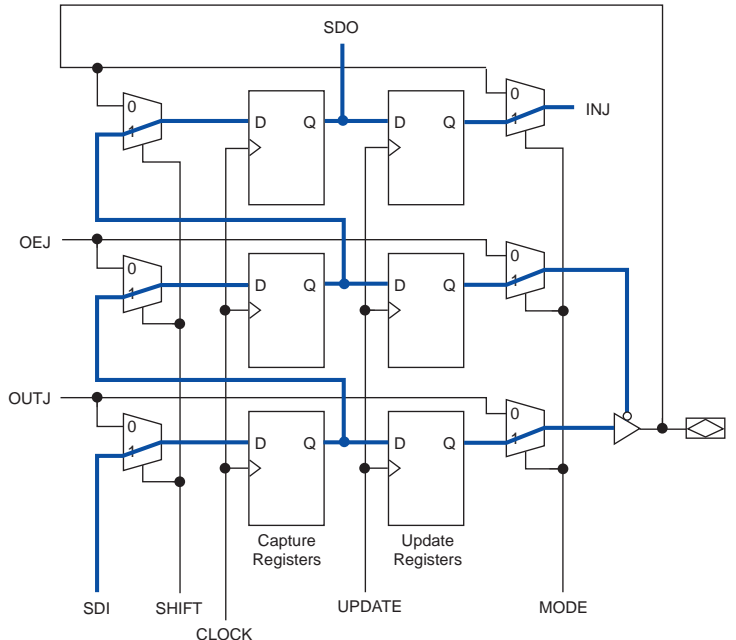 SDO
0
1
D Q
D Q
0
1
INJ
OEJ
0
1
D Q
D Q
0
1
OUTJ
0
1
D Q
D Q
0
1
Capture
Registers
Update
Registers
SDI
SHIFT
CLOCK
UPDATE
MODE